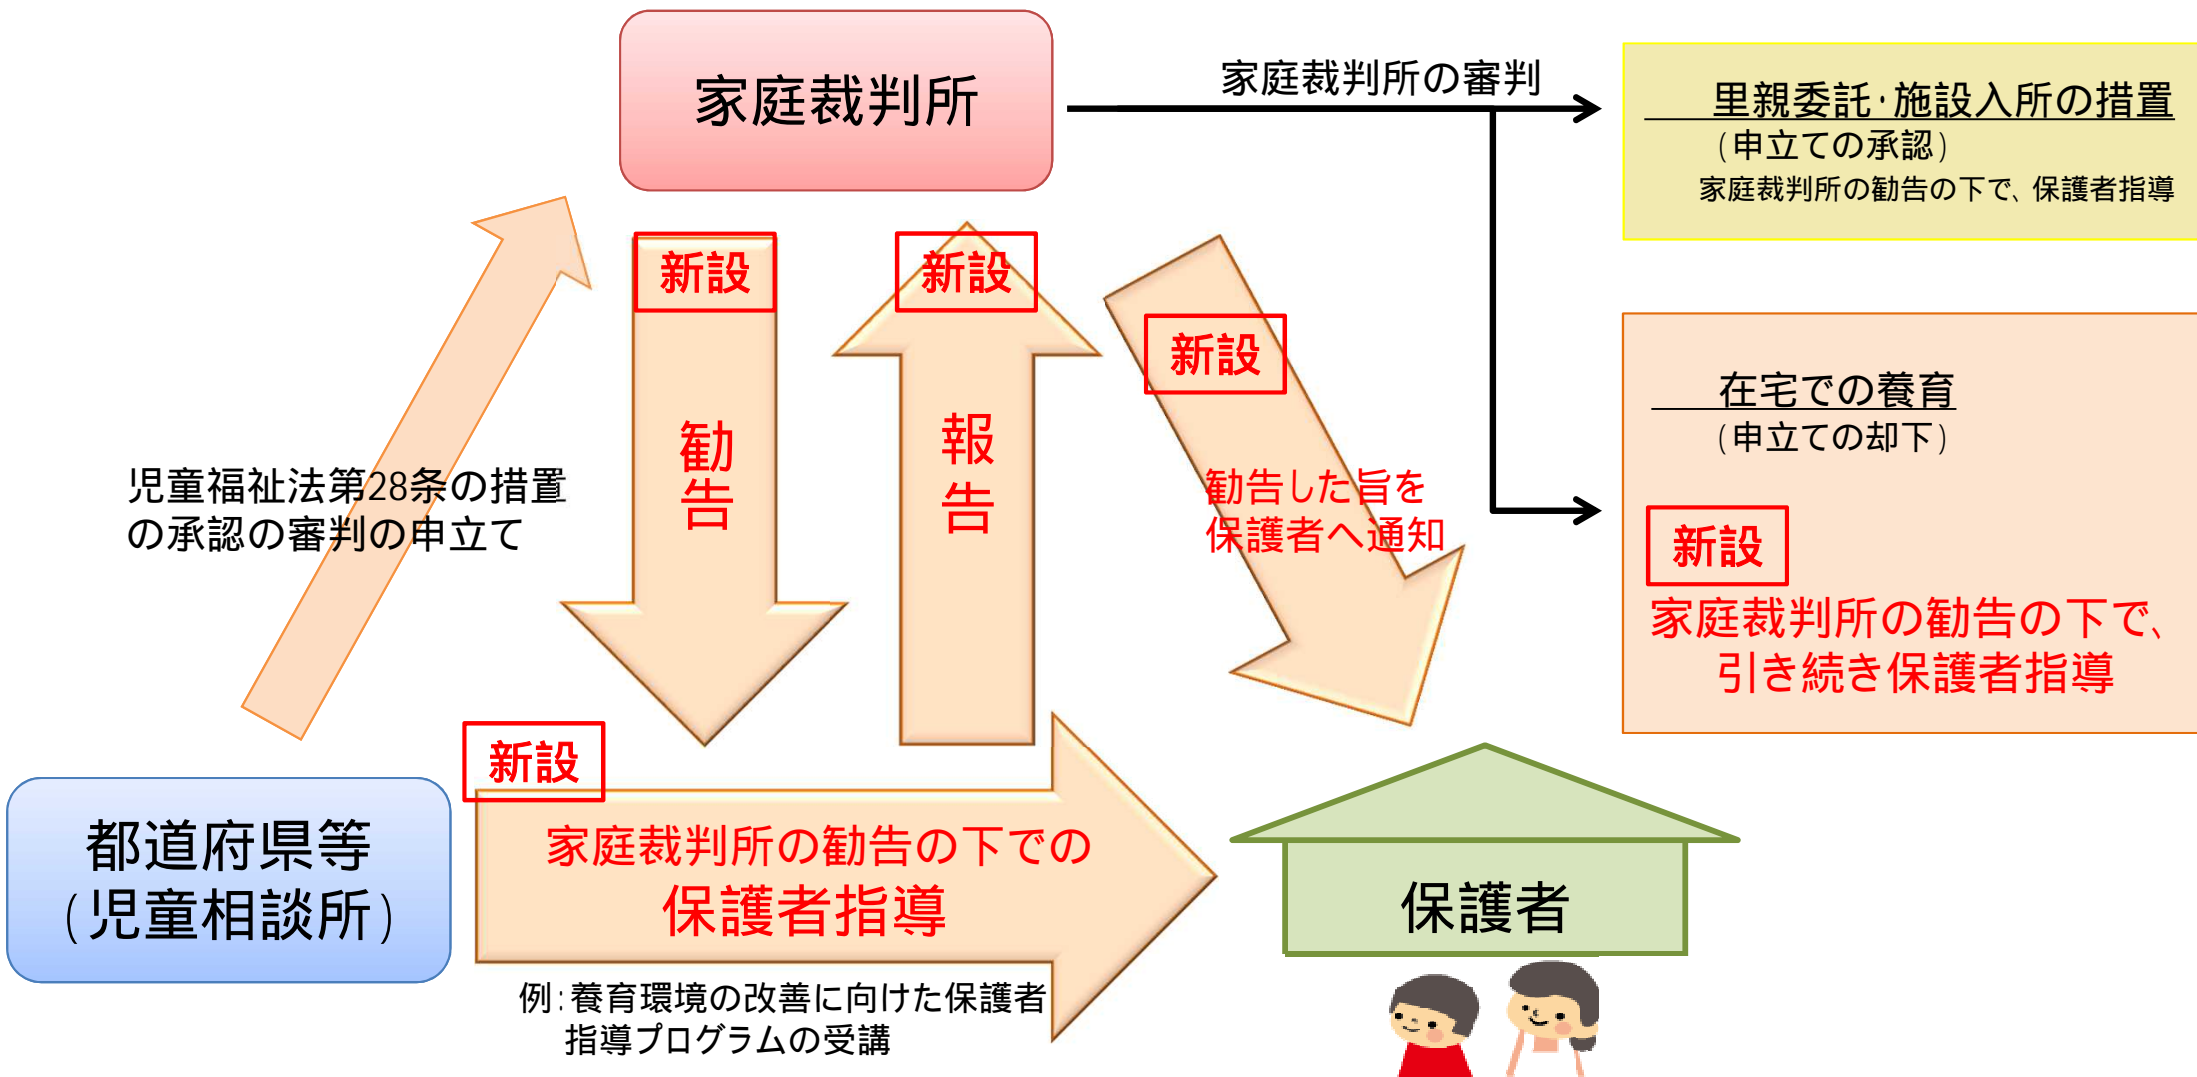 家庭裁判所
家庭裁判所の審判
里親委託・施設入所の措置
(申立ての承認)
家庭裁判所の勧告の下で、保護者指導
新設
新設
新設
勧告
報告
勧告した旨を
保護者へ通知
児童福祉法第28条の措置
の承認の審判の申立て
在宅での養育
(申立ての却下)
新設
家庭裁判所の勧告の下で、
引き続き保護者指導
新設
都道府県等
(児童相談所)
家庭裁判所の勧告の下での
保護者指導
例:養育環境の改善に向けた保護者
指導プログラムの受講
保護者